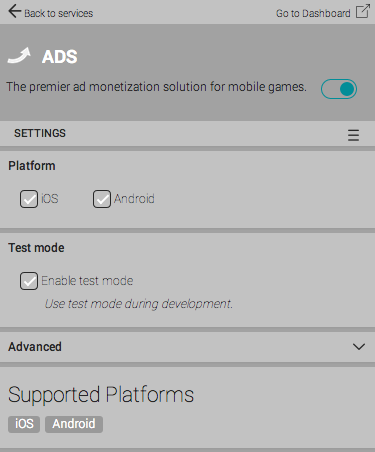 Back to services
Go to Dashboard
ADS
The premier ad monetization solution for mobile games.
SETTINGS
Platform
iOS
Android
Test mode
Enable test mode
Use test mode during development.
Advanced
Supported Platforms
iOS
Android